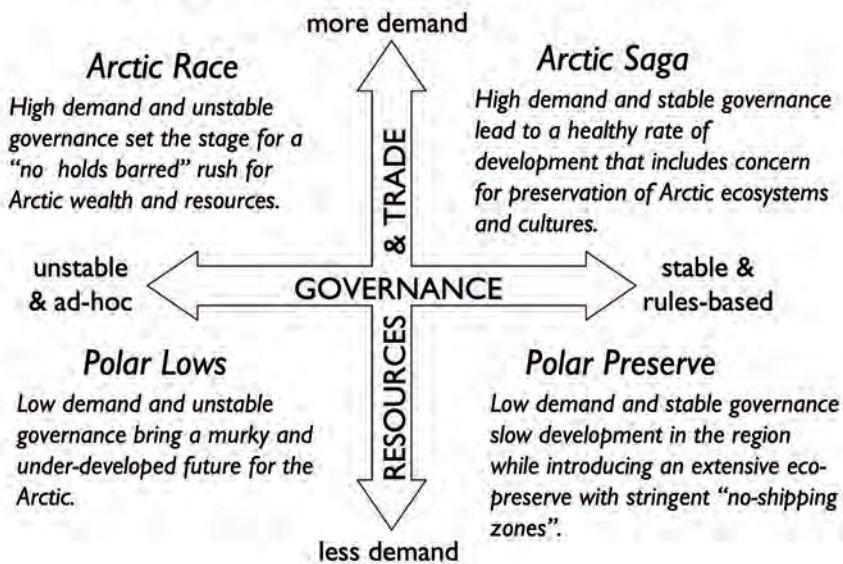 more demand
Arctic Race
High demand and unstable
governance set the stage for a
“no holds barred” rush for
Arctic wealth and resources.
Arctic Saga
High demand and stable governance
lead to a healthy rate of
development that includes concern
for preservation of Arctic ecosystems
and cultures.
unstable
& ad-hoc
GOVERNANCE
RESOURCES & TRADE
stable &
rules-based
Polar Lows
Low demand and unstable
governance bring a murky and
under-developed future for the
Arctic.
Polar Preserve
Low demand and stable governance
slow development in the region
while introducing an extensive eco-
preserve with stringent “no-shipping
zones”.
less demand